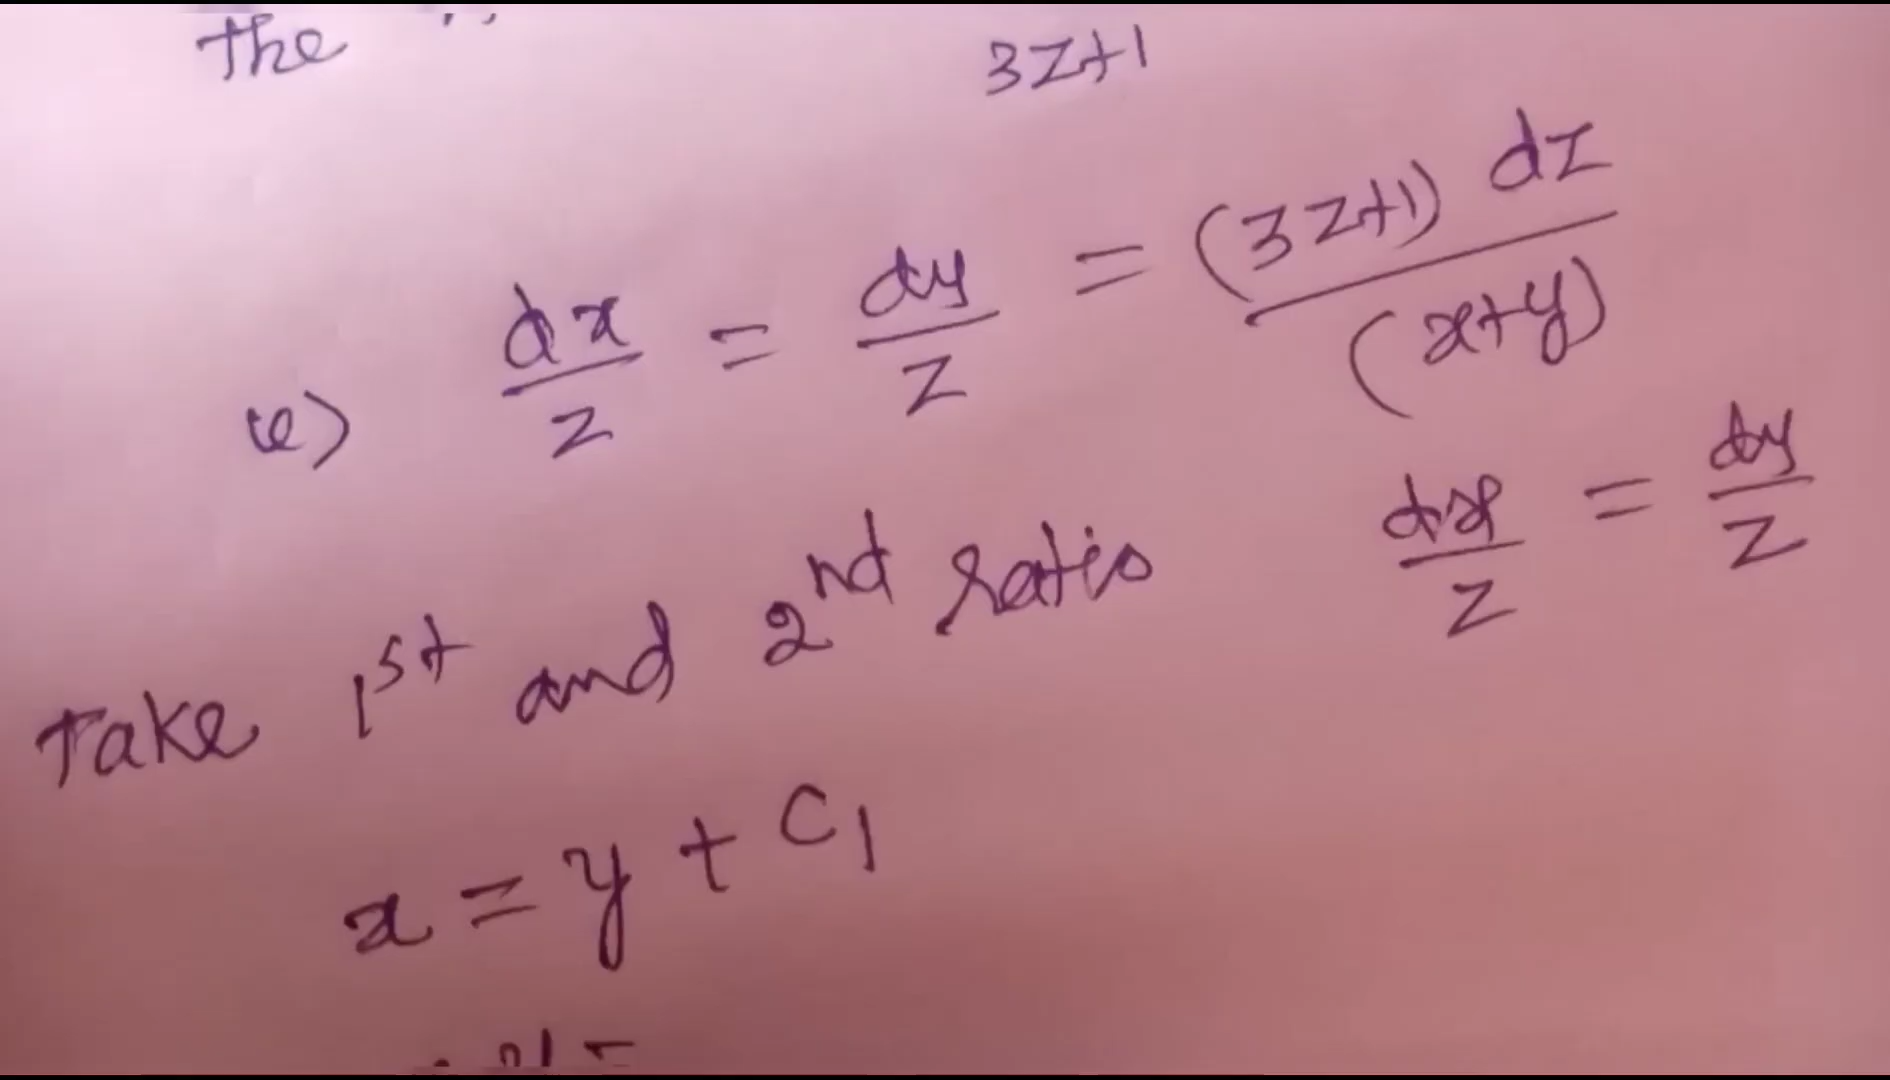 the
3z+1
ie) dx/z = dy/z = (3z+1) dz/(x+y)
Take 1st and 2nd ratio dx/z = dy/z
x = y + C1